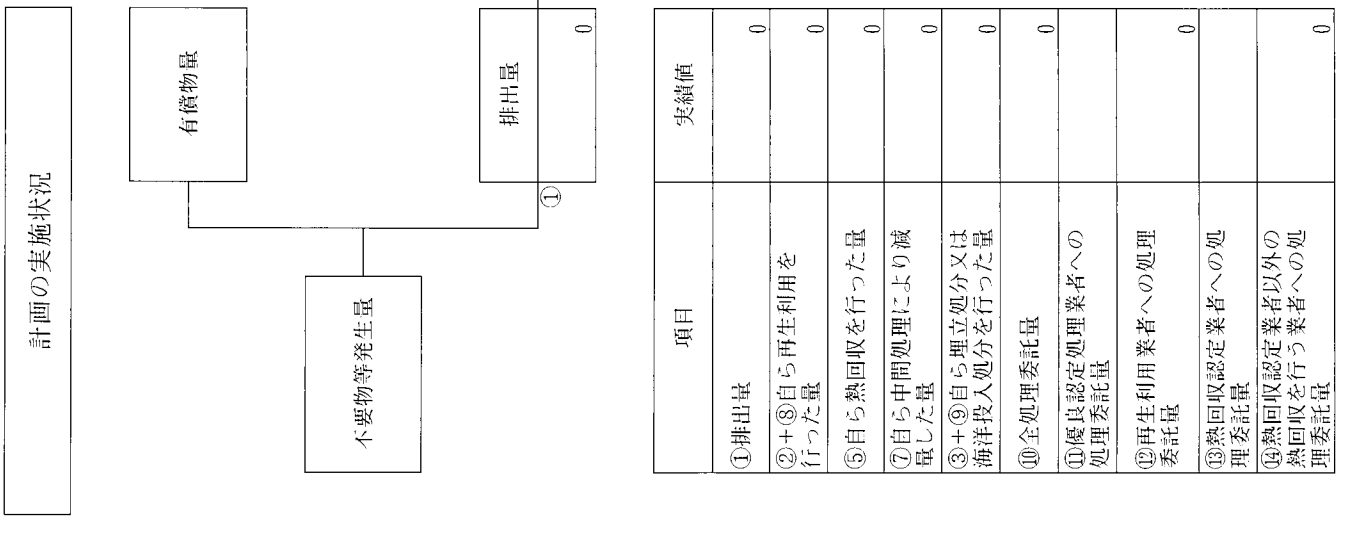 計画の実施状況
有償物量
不要物等発生量
①
排出量
0
項目 実績値
①排出量 0
②+⑧自ら再生利用を
行った量 0
⑤自ら熱回収を行った量 0
⑦自ら中間処理により減
量した量 0
③+⑨自ら埋立処分又は
海洋投入処分を行った量 0
⑩全処理委託量 0
⑪優良認定処理業者への
処理委託量
⑫再生利用業者への処理
委託量 0
⑬熱回収認定業者への処
理委託量
⑭熱回収認定業者以外の
熱回収を行う業者への処
理委託量 0